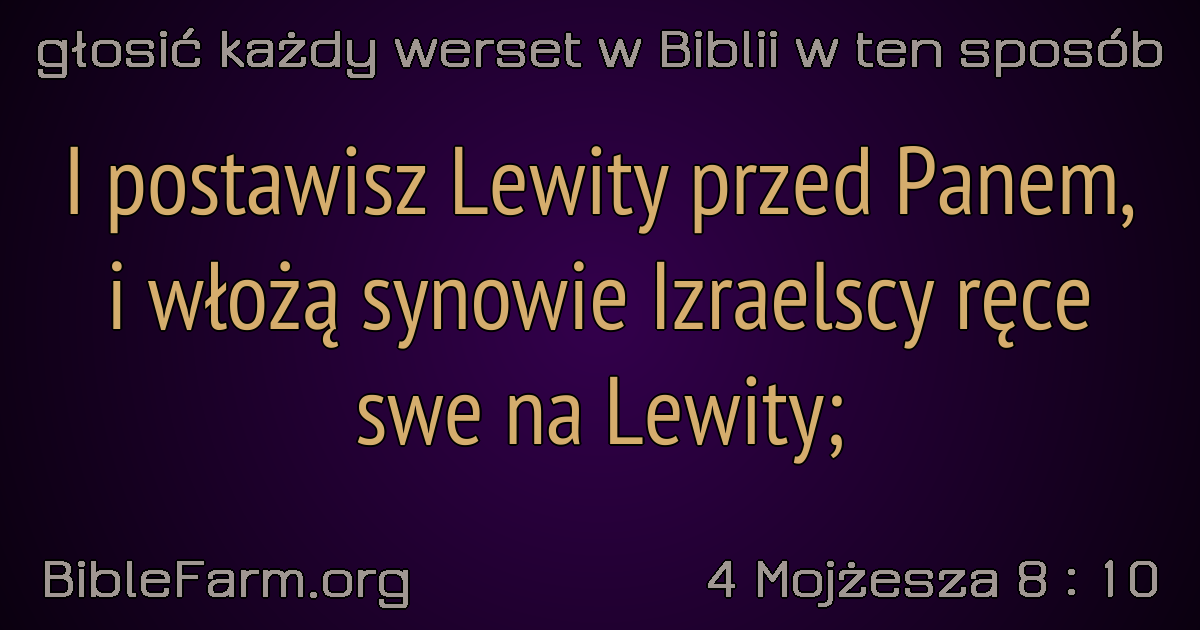 głosić każdy werset w Biblii w ten sposób
I postawisz Lewity przed Panem,
i włożą synowie Izraelscy ręce
swe na Lewity;
BibleFarm.org
4 Mojżesza 8 : 10